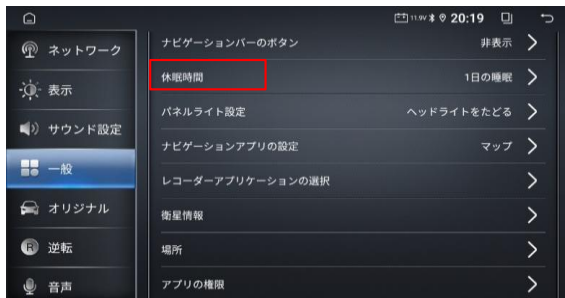 11.9V 20:19
ネットワーク
表示
サウンド設定
一般
オリジナル
R 逆転
音声
ナビゲーションバーのボタン 非表示
休眠時間 1日の睡眠
パネルライト設定 ヘッドライトをたどる
ナビゲーションアプリの設定 マップ
レコーダーアプリケーションの選択
衛星情報
場所
アプリの権限